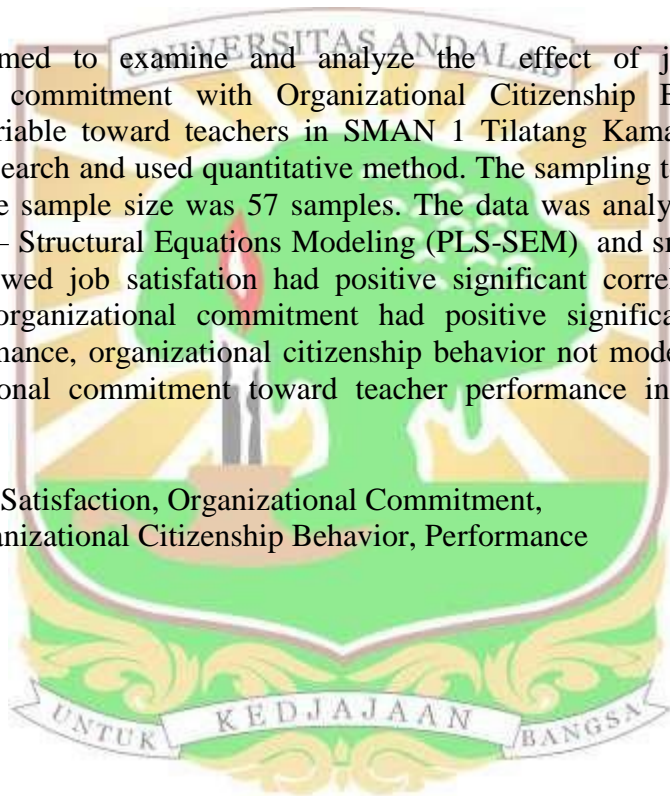 UNIVERSITAS ANDALAS
med to examine and analyze the effect of j
commitment with Organizational Citizenship
riable toward teachers in SMAN 1 Tilatang Kama
earch and used quantitative method. The sampling t
e sample size was 57 samples. The data was analy
– Structural Equations Modeling (PLS-SEM) and s
wed job satisfation had positive significant corre
organizational commitment had positive significa
nance, organizational citizenship behavior not mode
onal commitment toward teacher performance in
Satisfaction, Organizational Commitment,
anizational Citizenship Behavior, Performance
UNTUK KEDJAJAAN BANGSA